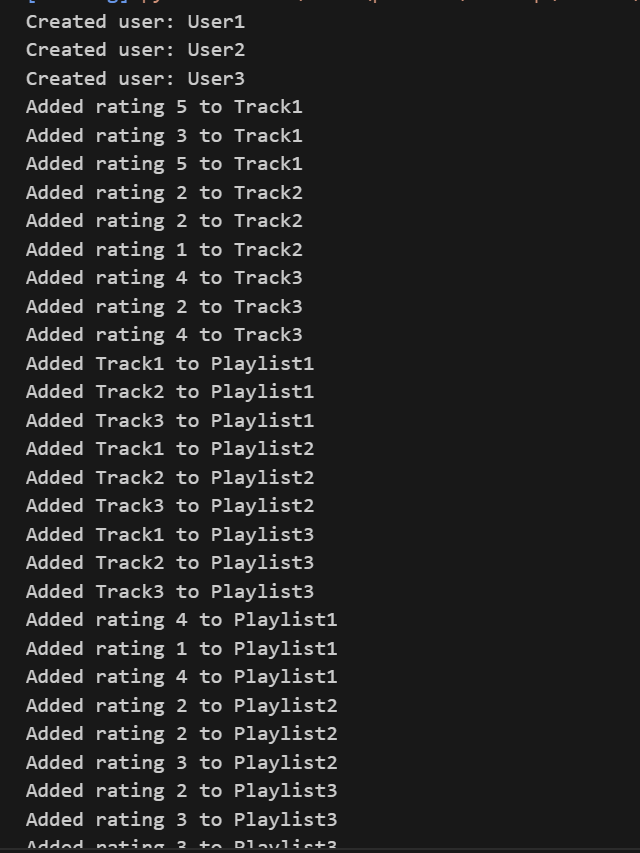 Created user: User1
Created user: User2
Created user: User3
Added rating 5 to Track1
Added rating 3 to Track1
Added rating 5 to Track1
Added rating 2 to Track2
Added rating 2 to Track2
Added rating 1 to Track2
Added rating 4 to Track3
Added rating 2 to Track3
Added rating 4 to Track3
Added Track1 to Playlist1
Added Track2 to Playlist1
Added Track3 to Playlist1
Added Track1 to Playlist2
Added Track2 to Playlist2
Added Track3 to Playlist2
Added Track1 to Playlist3
Added Track2 to Playlist3
Added Track3 to Playlist3
Added rating 4 to Playlist1
Added rating 1 to Playlist1
Added rating 4 to Playlist1
Added rating 2 to Playlist2
Added rating 2 to Playlist2
Added rating 3 to Playlist2
Added rating 2 to Playlist3
Added rating 3 to Playlist3
Added rating 3 to Playlist3